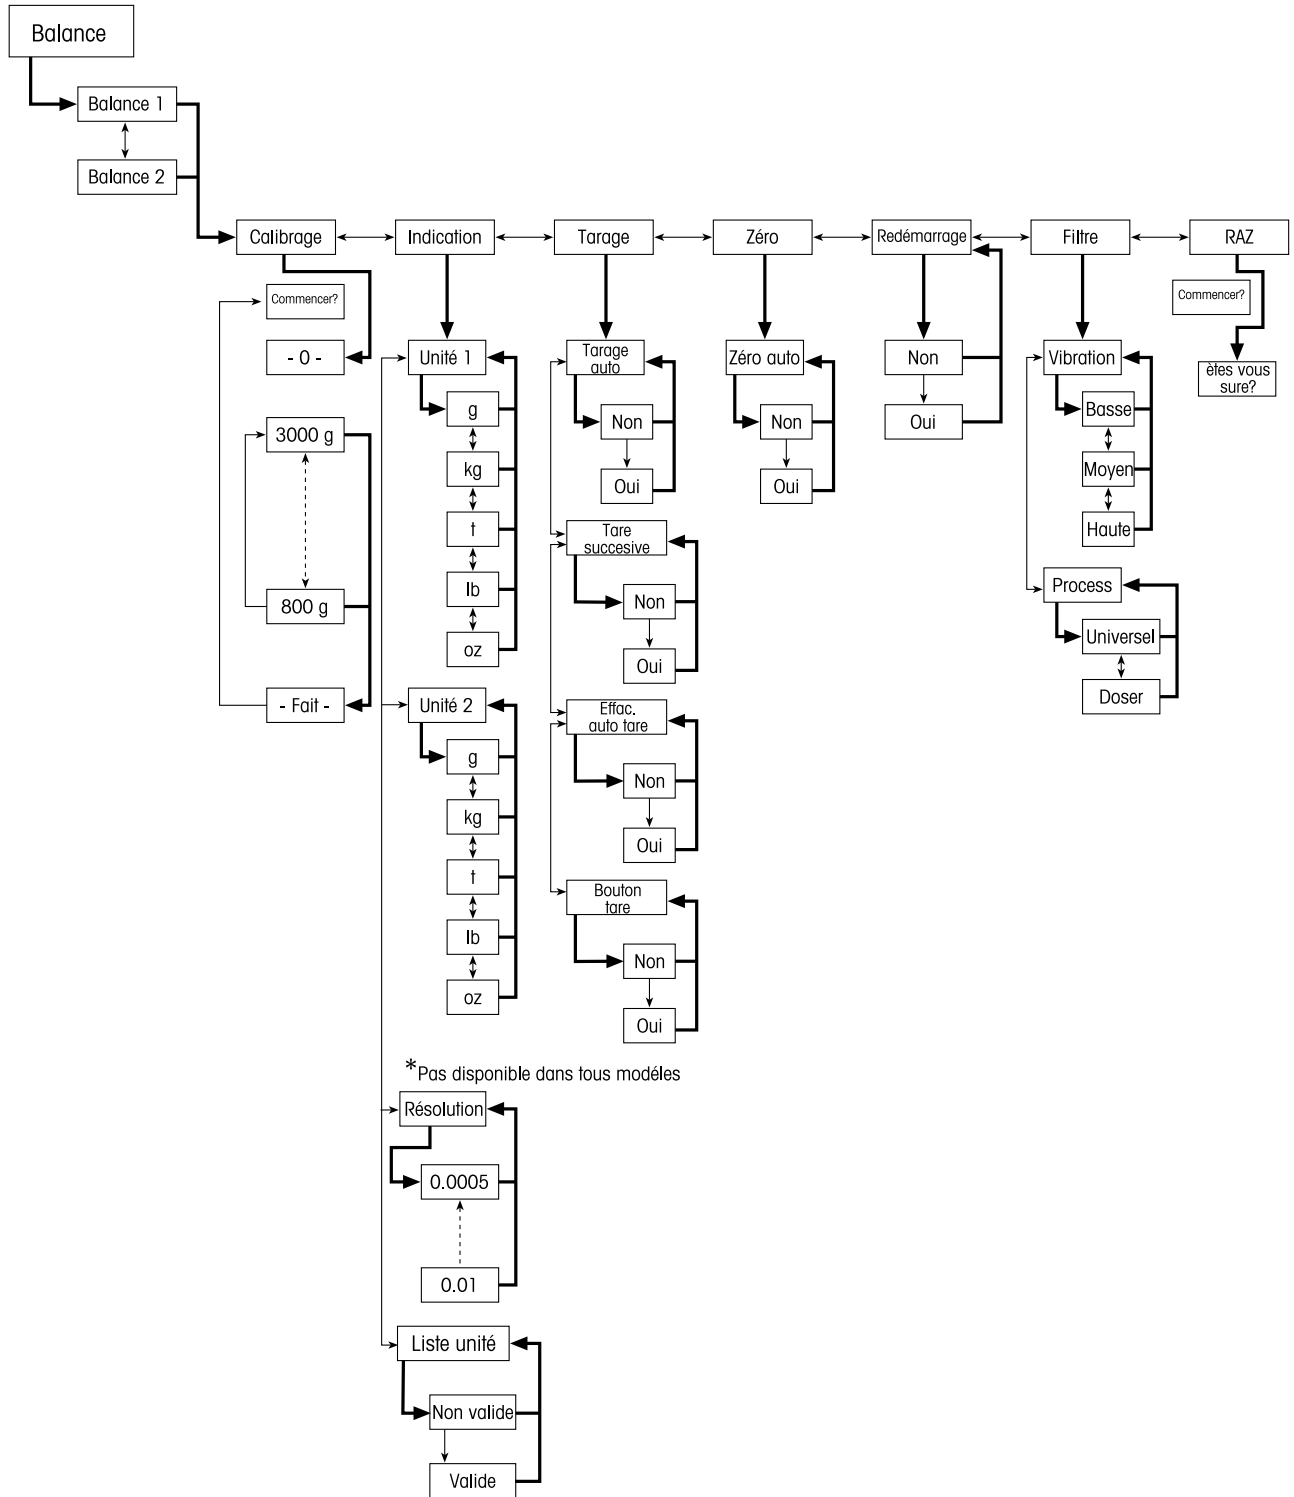 Balance
Balance 1
Balance 2
Calibrage
Indication
Tarage
Zéro
Redémarrage
Filtre
RAZ
Commencer?
- 0 -
3000 g
800 g
- Fait -
Unité 1
g
kg
t
lb
oz
Unité 2
g
kg
t
lb
oz
*Pas disponible dans tous modéles
Résolution
0.0005
0.01
Liste unité
Non valide
Valide
Tarage
auto
Non
Oui
Tare
succesive
Non
Oui
Effac.
auto tare
Non
Oui
Bouton
tare
Non
Oui
Zéro auto
Non
Oui
Non
Oui
Vibration
Basse
Moyen
Haute
Process
Universel
Doser
Commencer?
ètes vous
sure?